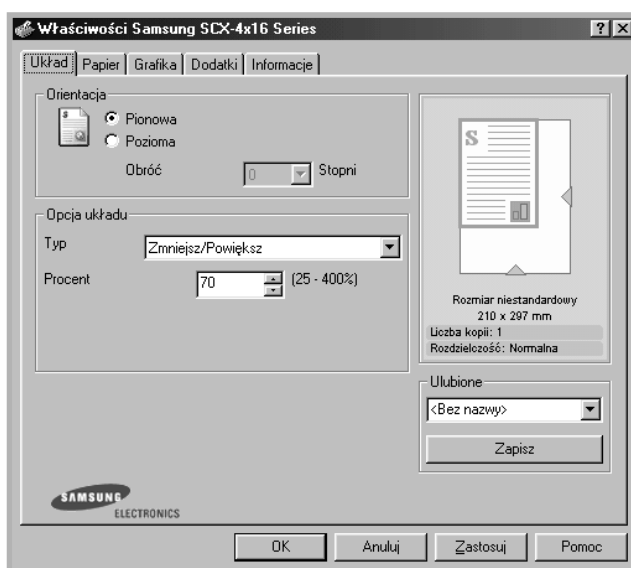 Właściwości Samsung SCX-4x16 Series
Układ Papier Grafika Dodatki Informacje
Orientacja
S
Pionowa
Pozioma
Obróć 0 Stopni
Opcja układu
Typ Zmniejsz/Powiększ
Procent 70 (25 - 400%)
S
Rozmiar niestandardowy
210 x 297 mm
Liczba kopii: 1
Rozdzielczość: Normalna
Ulubione
<Bez nazwy>
Zapisz
SAMSUNG
ELECTRONICS
OK Anuluj Zastosuj Pomoc